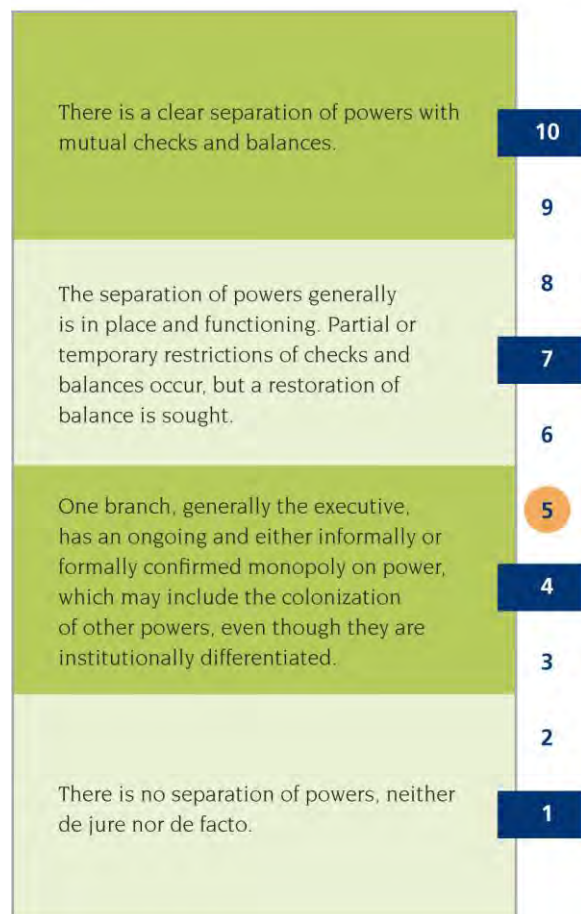 There is a clear separation of powers with
mutual checks and balances.
10
9
The separation of powers generally
is in place and functioning. Partial or
temporary restrictions of checks and
balances occur, but a restoration of
balance is sought.
8
7
6
One branch, generally the executive,
has an ongoing and either informally or
formally confirmed monopoly on power,
which may include the colonization
of other powers, even though they are
institutionally differentiated.
5
4
3
There is no separation of powers, neither
de jure nor de facto.
2
1